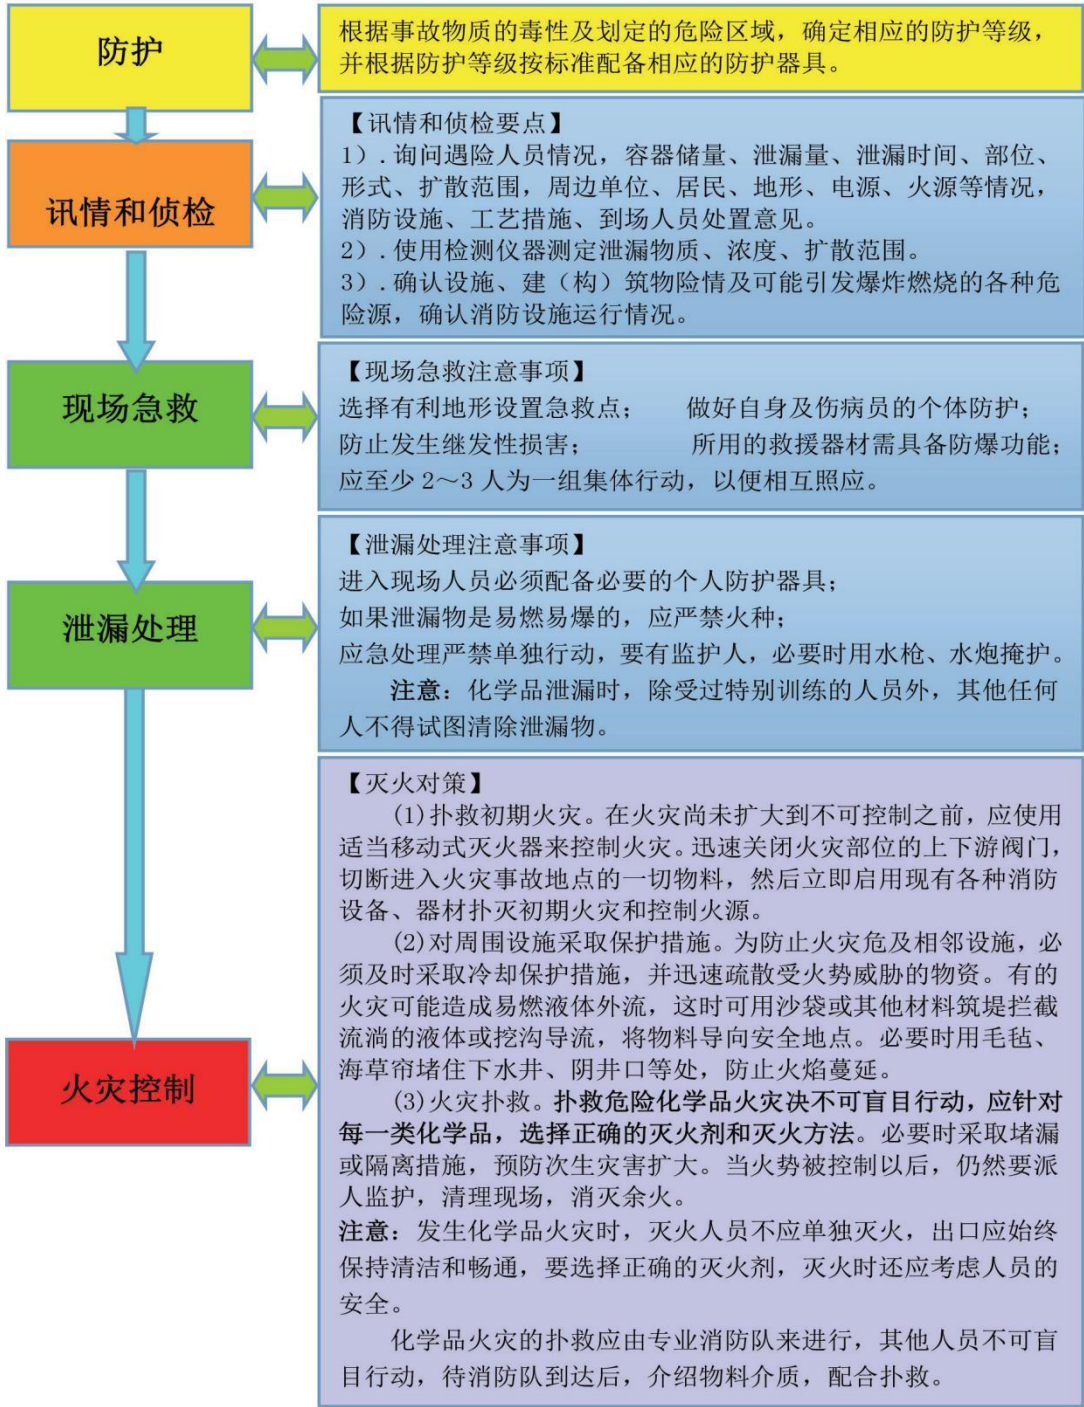 防护
根据事故物质的毒性及划定的危险区域，确定相应的防护等级，
并根据防护等级按标准配备相应的防护器具。
讯情和侦检
【讯情和侦检要点】
1）.询问遇险人员情况，容器储量、泄漏量、泄漏时间、部位、
形式、扩散范围，周边单位、居民、地形、电源、火源等情况，
消防设施、工艺措施、到场人员处置意见。
2）.使用检测仪器测定泄漏物质、浓度、扩散范围。
3）.确认设施、建（构）筑物险情及可能引发爆炸燃烧的各种危
险源，确认消防设施运行情况。
现场急救
【现场急救注意事项】
选择有利地形设置急救点； 做好自身及伤病员的个体防护；
防止发生继发性损害； 所用的救援器材需具备防爆功能；
应至少2～3人为一组集体行动，以便相互照应。
泄漏处理
【泄漏处理注意事项】
进入现场人员必须配备必要的个人防护器具；
如果泄漏物是易燃易爆的，应严禁火种；
应急处理严禁单独行动，要有监护人，必要时用水枪、水炮掩护。
注意：化学品泄漏时，除受过特别训练的人员外，其他任何
人不得试图清除泄漏物。
火灾控制
【灭火对策】
(1)扑救初期火灾。在火灾尚未扩大到不可控制之前，应使用
适当移动式灭火器来控制火灾。迅速关闭火灾部位的上下游阀门，
切断进入火灾事故地点的一切物料，然后立即启用现有各种消防
设备、器材扑灭初期火灾和控制火源。
(2)对周围设施采取保护措施。为防止火灾危及相邻设施，必
须及时采取冷却保护措施，并迅速疏散受火势威胁的物资。有的
火灾可能造成易燃液体外流，这时可用沙袋或其他材料筑堤拦截
流淌的液体或挖沟导流，将物料导向安全地点。必要时用毛毡、
海草帘堵住下水井、阴井口等处，防止火焰蔓延。
(3)火灾扑救。扑救危险化学品火灾决不可盲目行动，应针对
每一类化学品，选择正确的灭火剂和灭火方法。必要时采取堵漏
或隔离措施，预防次生灾害扩大。当火势被控制以后，仍然要派
人监护，清理现场，消灭余火。
注意：发生化学品火灾时，灭火人员不应单独灭火，出口应始终
保持清洁和畅通，要选择正确的灭火剂，灭火时还应考虑人员的
安全。
化学品火灾的扑救应由专业消防队来进行，其他人员不可盲
目行动，待消防队到达后，介绍物料介质，配合扑救。